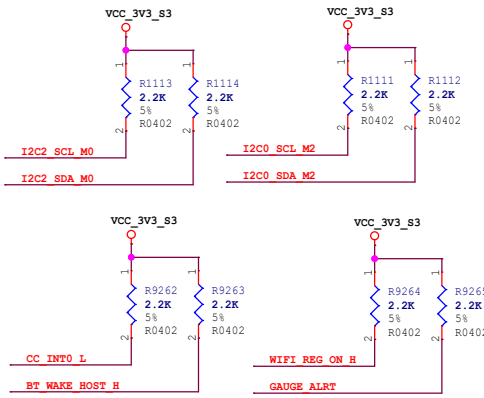 VCC_3V3_S3
1
1
R1113
2.2K
5%
R0402
R1114
2.2K
5%
R0402
2
2
I2C2_SCL_M0
I2C2_SDA_M0
VCC_3V3_S3
1
1
R1111
2.2K
5%
R0402
R1112
2.2K
5%
R0402
2
2
I2C0_SCL_M2
I2C0_SDA_M2
VCC_3V3_S3
1
1
R9262
2.2K
5%
R0402
R9263
2.2K
5%
R0402
2
2
CC_INT0_L
BT_WAKE_HOST_H
VCC_3V3_S3
1
1
R9264
2.2K
5%
R0402
R9265
2.2K
5%
R0402
2
2
WIFI_REG_ON_H
GAUGE_ALRT